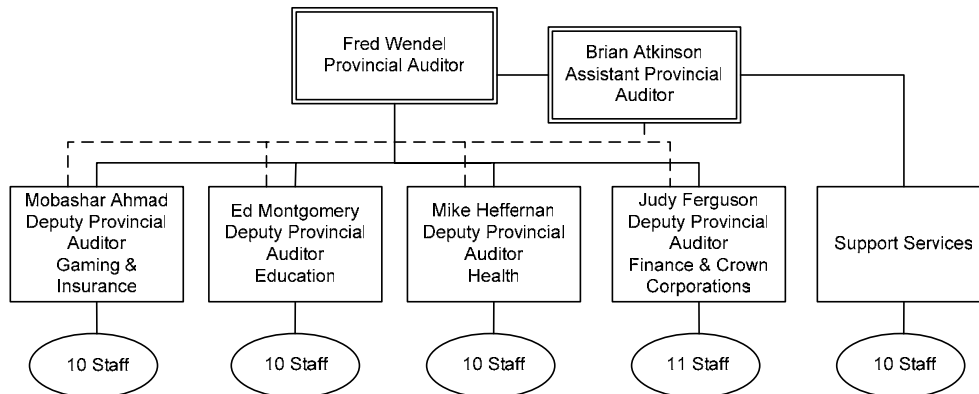 Fred Wendel
Provincial Auditor
Brian Atkinson
Assistant Provincial
Auditor
Mobashar Ahmad
Deputy Provincial
Auditor
Gaming &
Insurance
Ed Montgomery
Deputy Provincial
Auditor
Education
Mike Heffernan
Deputy Provincial
Auditor
Health
Judy Ferguson
Deputy Provincial
Auditor
Finance & Crown
Corporations
Support Services
10 Staff
10 Staff
10 Staff
11 Staff
10 Staff